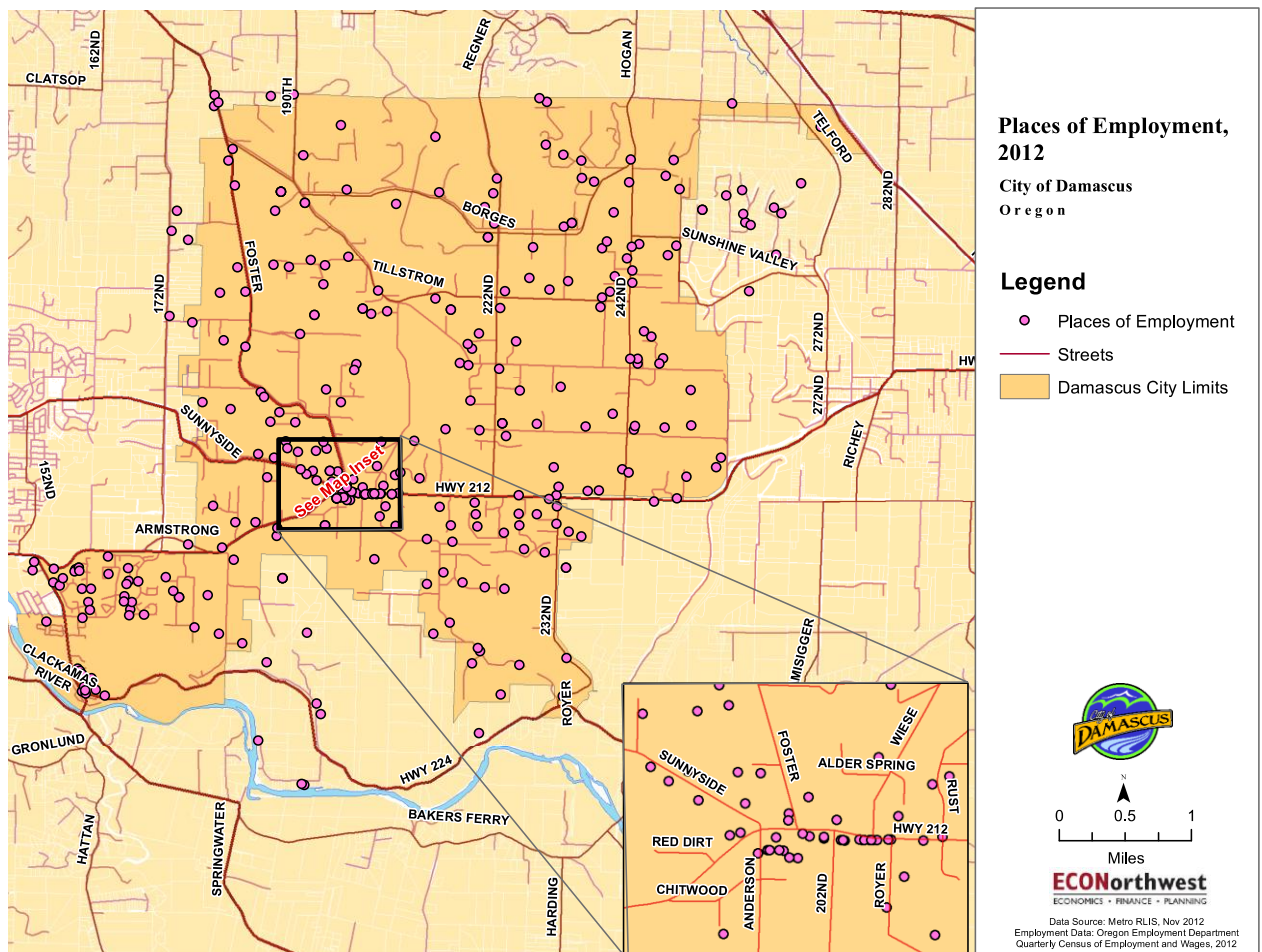 162ND
CLATSOP
190TH
REGNER
HOGAN
TELFORD
282ND
BORGES
SUNSHINE VALLEY
FOSTER
TILLSTROM
172ND
222ND
242ND
272ND
HW
272ND
SUNNYSIDE
RICHEY
152ND
See Map Inset
HWY 212
ARMSTRONG
232ND
MISIGGER
CLACKAMAS
RIVER
ROYER
GRONLUND
HWY 224
BAKERS FERRY
HATTAN
SPRINGWATER
HARDING
WIESE
FOSTER
SUNNYSIDE
ALDER SPRING
RUST
HWY 212
RED DIRT
CHITWOOD
ANDERSON
202ND
ROYER
Places of Employment,
2012
City of Damascus
Oregon
Legend
Places of Employment
Streets
Damascus City Limits
City of
DAMASCUS
N
0 0.5 1
Miles
ECONorthwest
ECONOMICS • FINANCE • PLANNING
Data Source: Metro RLIS, Nov 2012
Employment Data: Oregon Employment Department
Quarterly Census of Employment and Wages, 2012